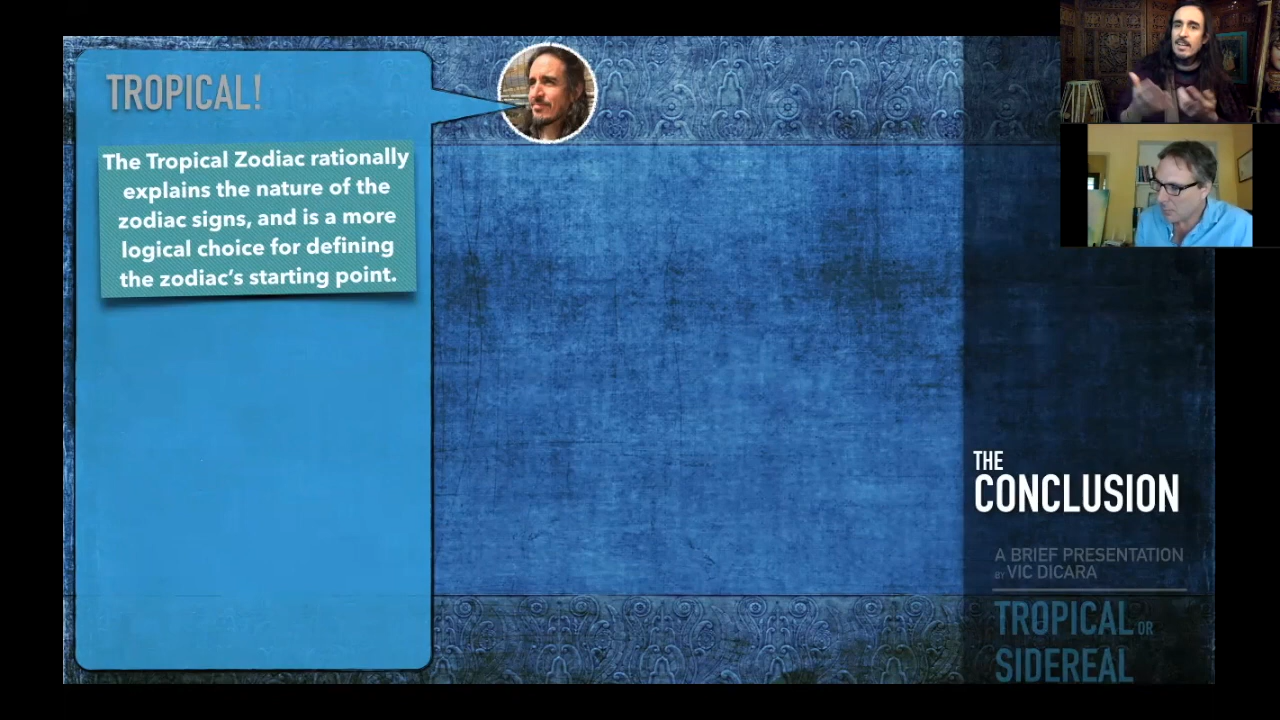 TROPICAL!
The Tropical Zodiac rationally
explains the nature of the
zodiac signs, and is a more
logical choice for defining
the zodiac’s starting point.
THE
CONCLUSION
A BRIEF PRESENTATION
BY VIC DICARA
TROPICAL OR
SIDEREAL